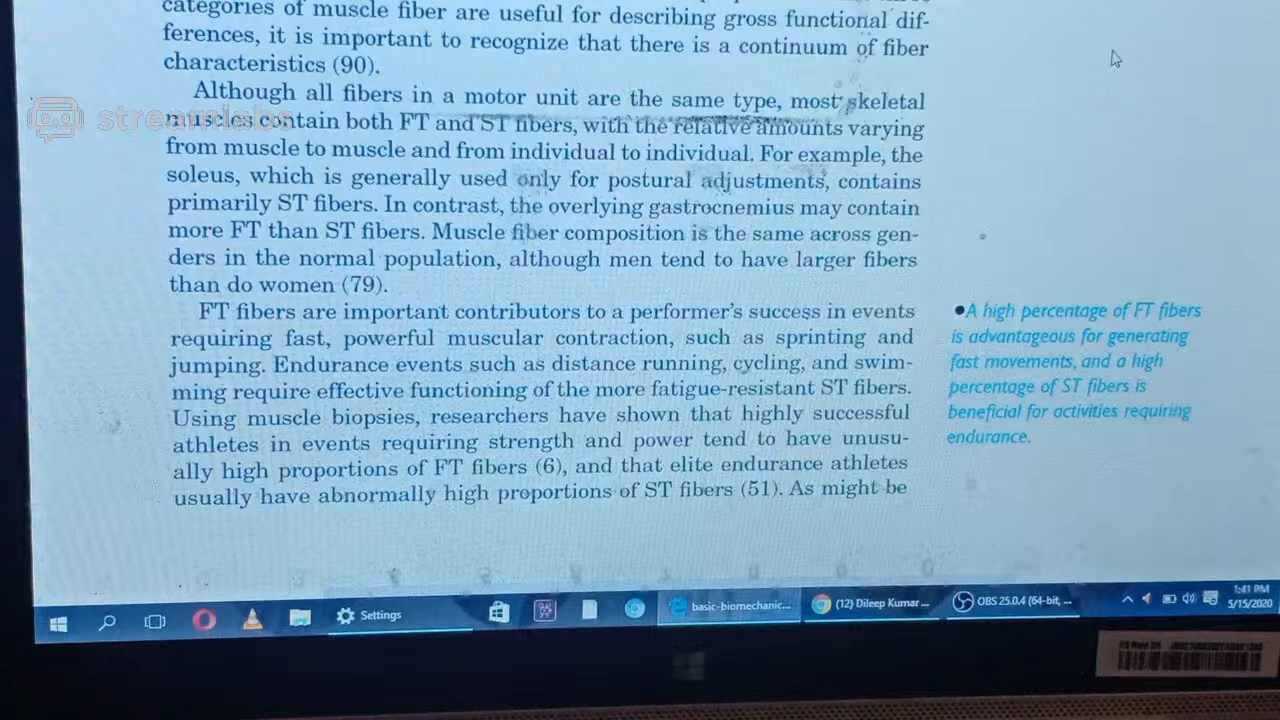 categories of muscle fiber are useful for describing gross functional dif-
ferences, it is important to recognize that there is a continuum of fiber
characteristics (90).
Although all fibers in a motor unit are the same type, most skeletal
muscles contain both FT and ST fibers, with the relative amounts varying
from muscle to muscle and from individual to individual. For example, the
soleus, which is generally used only for postural adjustments, contains
primarily ST fibers. In contrast, the overlying gastrocnemius may contain
more FT than ST fibers. Muscle fiber composition is the same across gen-
ders in the normal population, although men tend to have larger fibers
than do women (79).
FT fibers are important contributors to a performer's success in events
requiring fast, powerful muscular contraction, such as sprinting and
jumping. Endurance events such as distance running, cycling, and swim-
ming require effective functioning of the more fatigue-resistant ST fibers.
Using muscle biopsies, researchers have shown that highly successful
athletes in events requiring strength and power tend to have unusu-
ally high proportions of FT fibers (6), and that elite endurance athletes
usually have abnormally high proportions of ST fibers (51). As might be
●A high percentage of FT fibers
is advantageous for generating
fast movements, and a high
percentage of ST fibers is
beneficial for activities requiring
endurance.
streamlabs
Settings
basic-biomechanic...
(12) Dileep Kumar ...
OBS 25.0.4 (64-bit, ...
1:41 PM
5/15/2020